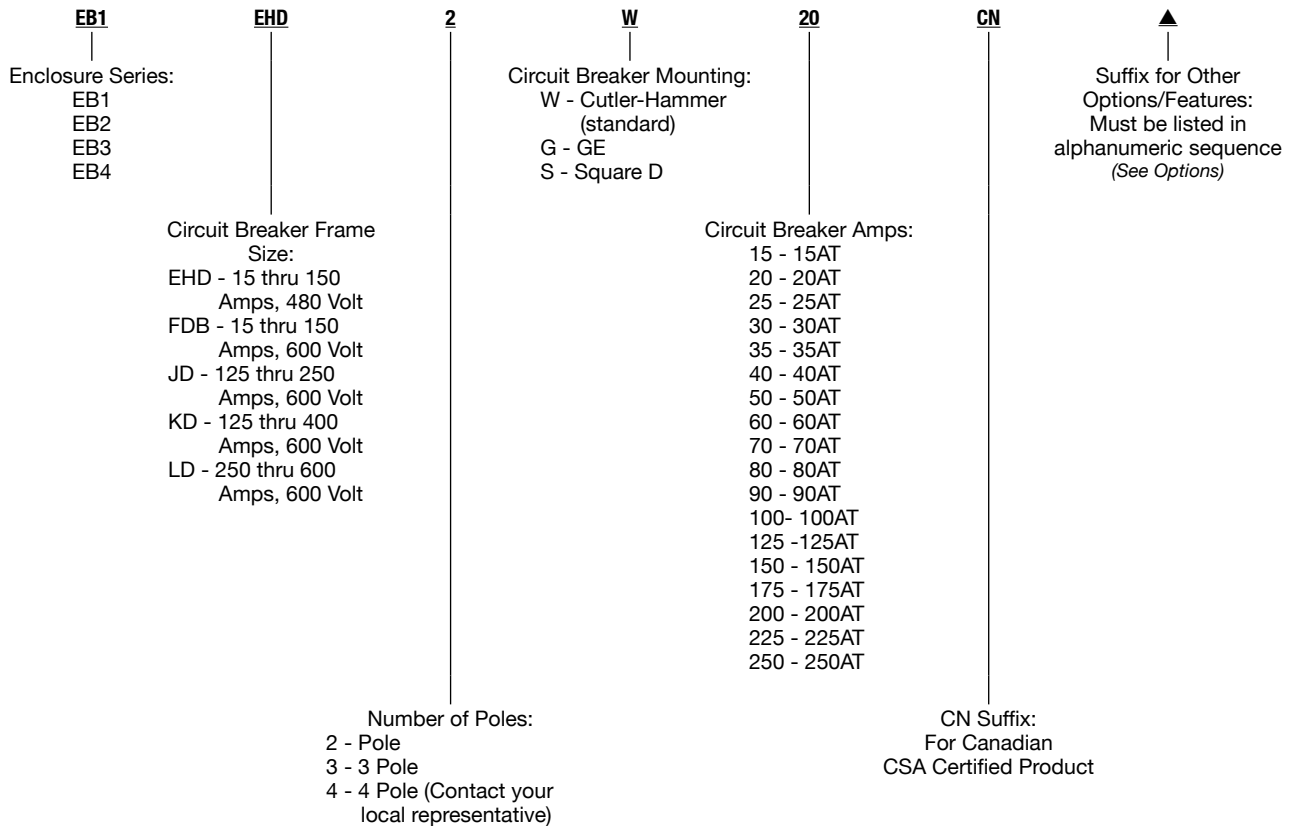 EB1 EHD 2 W 20 CN ▲
Enclosure Series:
EB1
EB2
EB3
EB4
Circuit Breaker Mounting:
W - Cutler-Hammer
(standard)
G - GE
S - Square D
Suffix for Other
Options/Features:
Must be listed in
alphanumeric sequence
(See Options)
Circuit Breaker Frame
Size:
EHD - 15 thru 150
Amps, 480 Volt
FDB - 15 thru 150
Amps, 600 Volt
JD - 125 thru 250
Amps, 600 Volt
KD - 125 thru 400
Amps, 600 Volt
LD - 250 thru 600
Amps, 600 Volt
Circuit Breaker Amps:
15 - 15AT
20 - 20AT
25 - 25AT
30 - 30AT
35 - 35AT
40 - 40AT
50 - 50AT
60 - 60AT
70 - 70AT
80 - 80AT
90 - 90AT
100- 100AT
125 -125AT
150 - 150AT
175 - 175AT
200 - 200AT
225 - 225AT
250 - 250AT
Number of Poles:
2 - Pole
3 - 3 Pole
4 - 4 Pole (Contact your
local representative)
CN Suffix:
For Canadian
CSA Certified Product